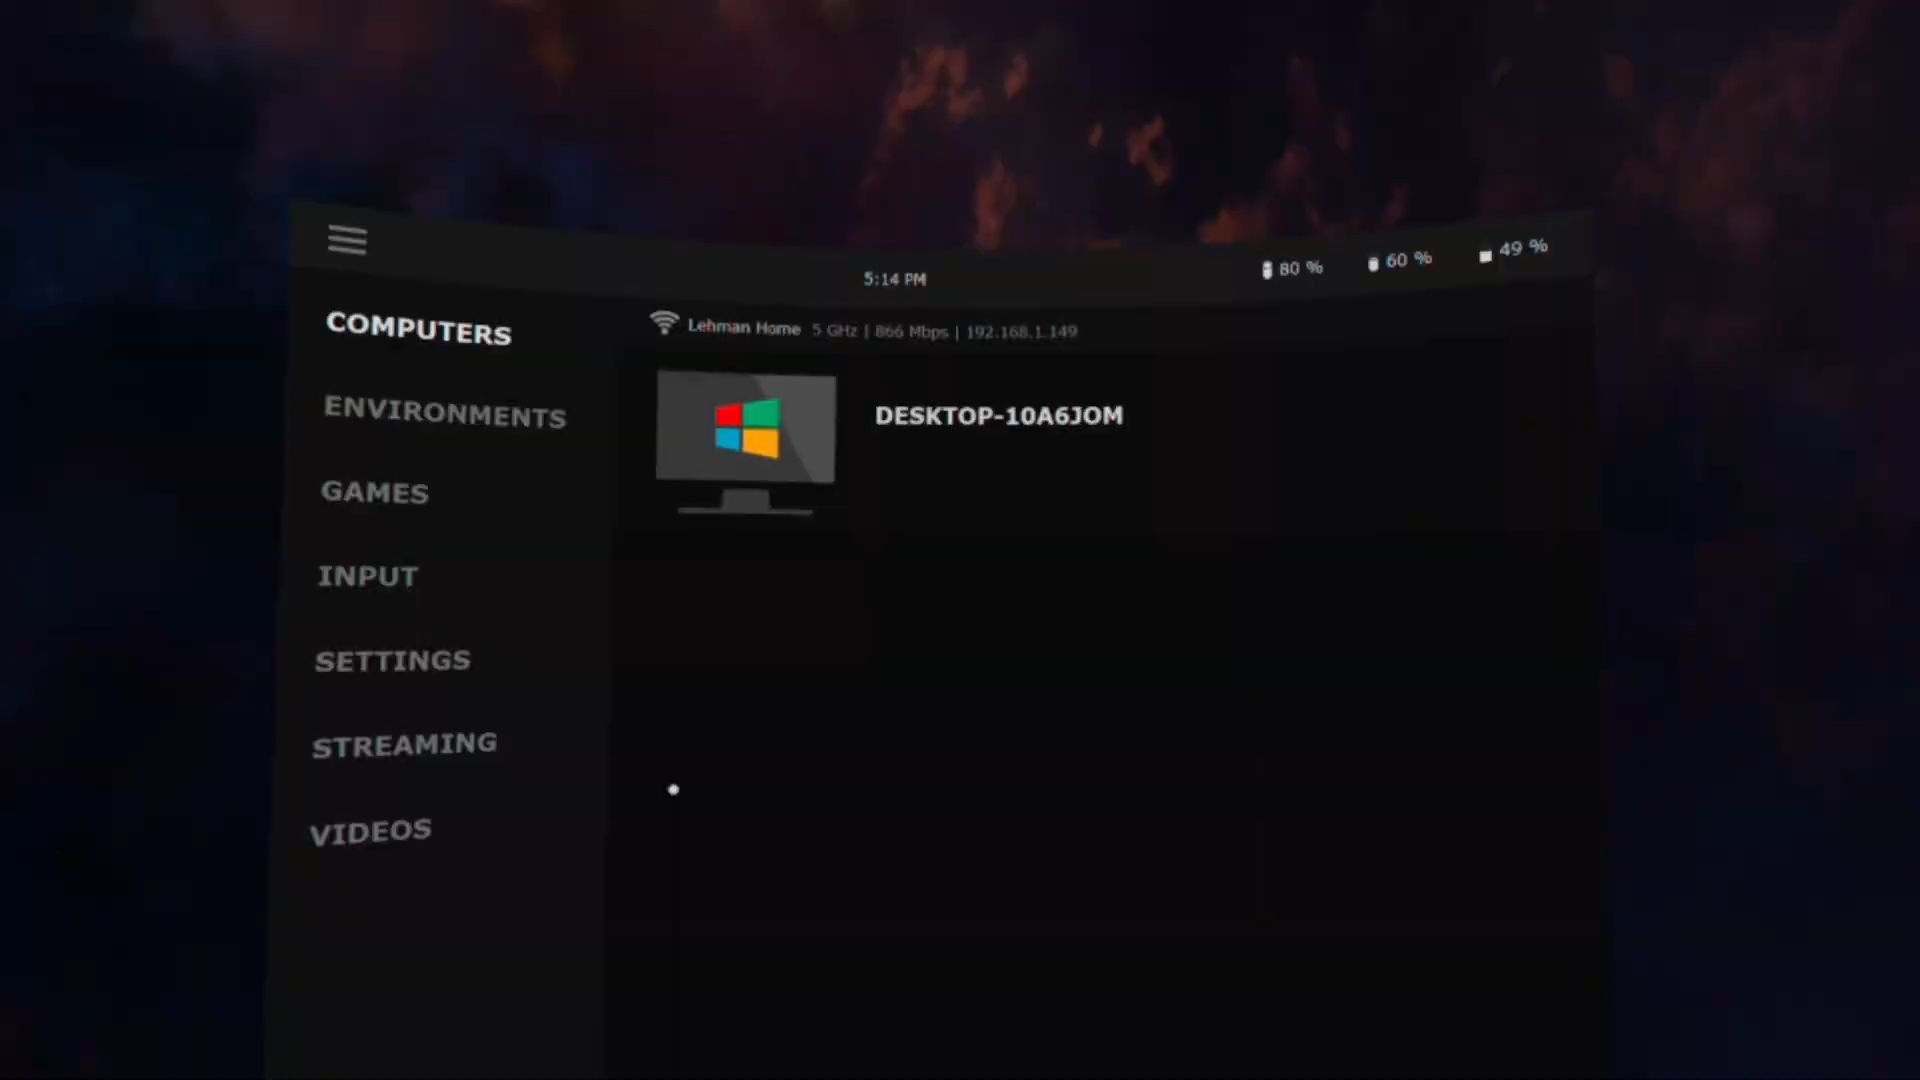 5:14 PM
80 %
60 %
49 %
COMPUTERS
ENVIRONMENTS
GAMES
INPUT
SETTINGS
STREAMING
VIDEOS
Lehman Home 5 GHz | 866 Mbps | 192.168.1.149
DESKTOP-10A6JOM